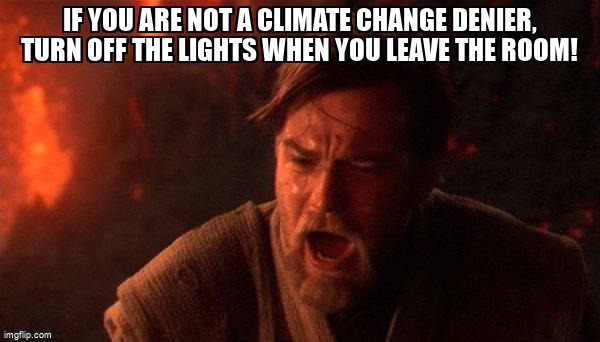 IF YOU ARE NOT A CLIMATE CHANGE DENIER,
TURN OFF THE LIGHTS WHEN YOU LEAVE THE ROOM!
imgflip.com